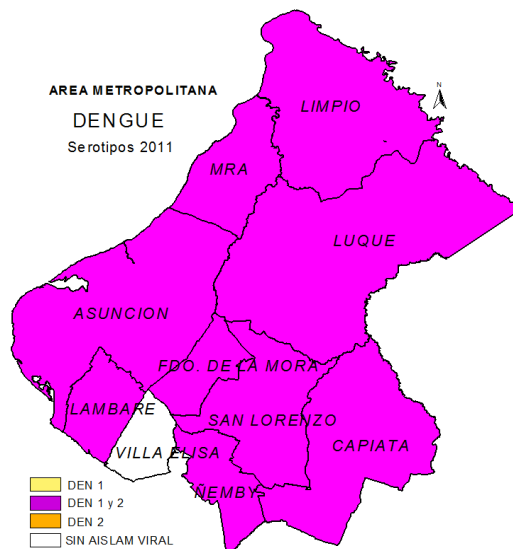 AREA METROPOLITANA
DENGUE
Serotipos 2011
N
LIMPIO
MRA
LUQUE
ASUNCION
FDO. DE LA MORA
LAMBARE
SAN LORENZO
CAPIATA
VILLA ELISA
ÑEMBY
DEN 1
DEN 1 y 2
DEN 2
SIN AISLAM VIRAL